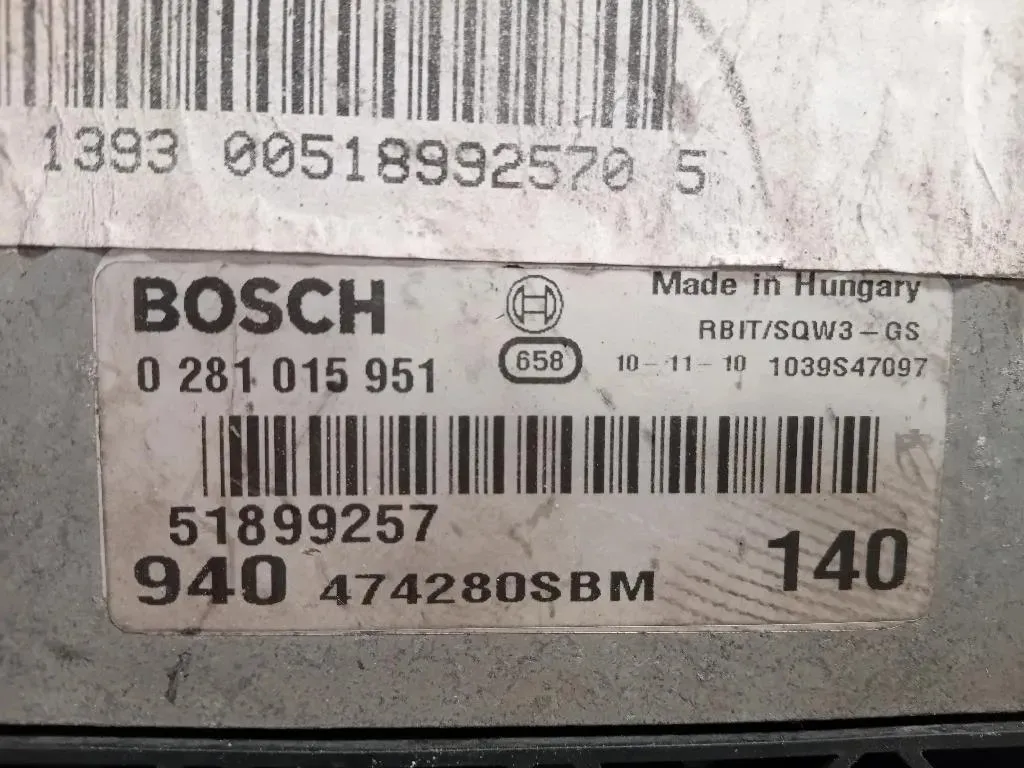 1393 00518992570 5
BOSCH
Made in Hungary
RBIT/SQW3-GS
0 281 015 951
658
10-11-10 1039S47097
51899257
940 474280SBM
140